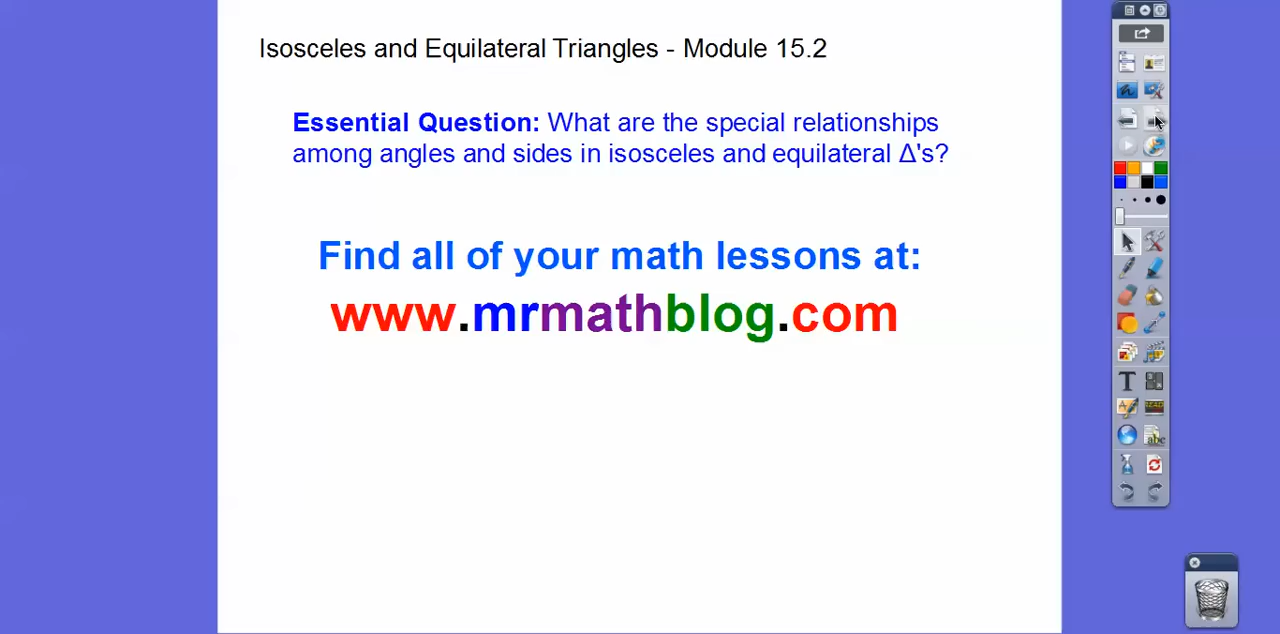 Isosceles and Equilateral Triangles - Module 15.2
Essential Question: What are the special relationships
among angles and sides in isosceles and equilateral Δ's?
Find all of your math lessons at:
www.mrmathblog.com